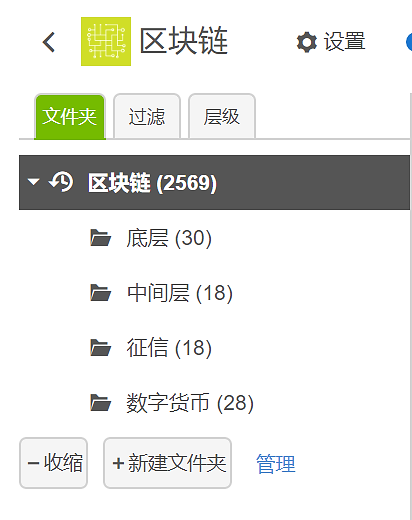 区块链 设置
文件夹 过滤 层级
区块链 (2569)
底层 (30)
中间层 (18)
征信 (18)
数字货币 (28)
−收缩 +新建文件夹 管理